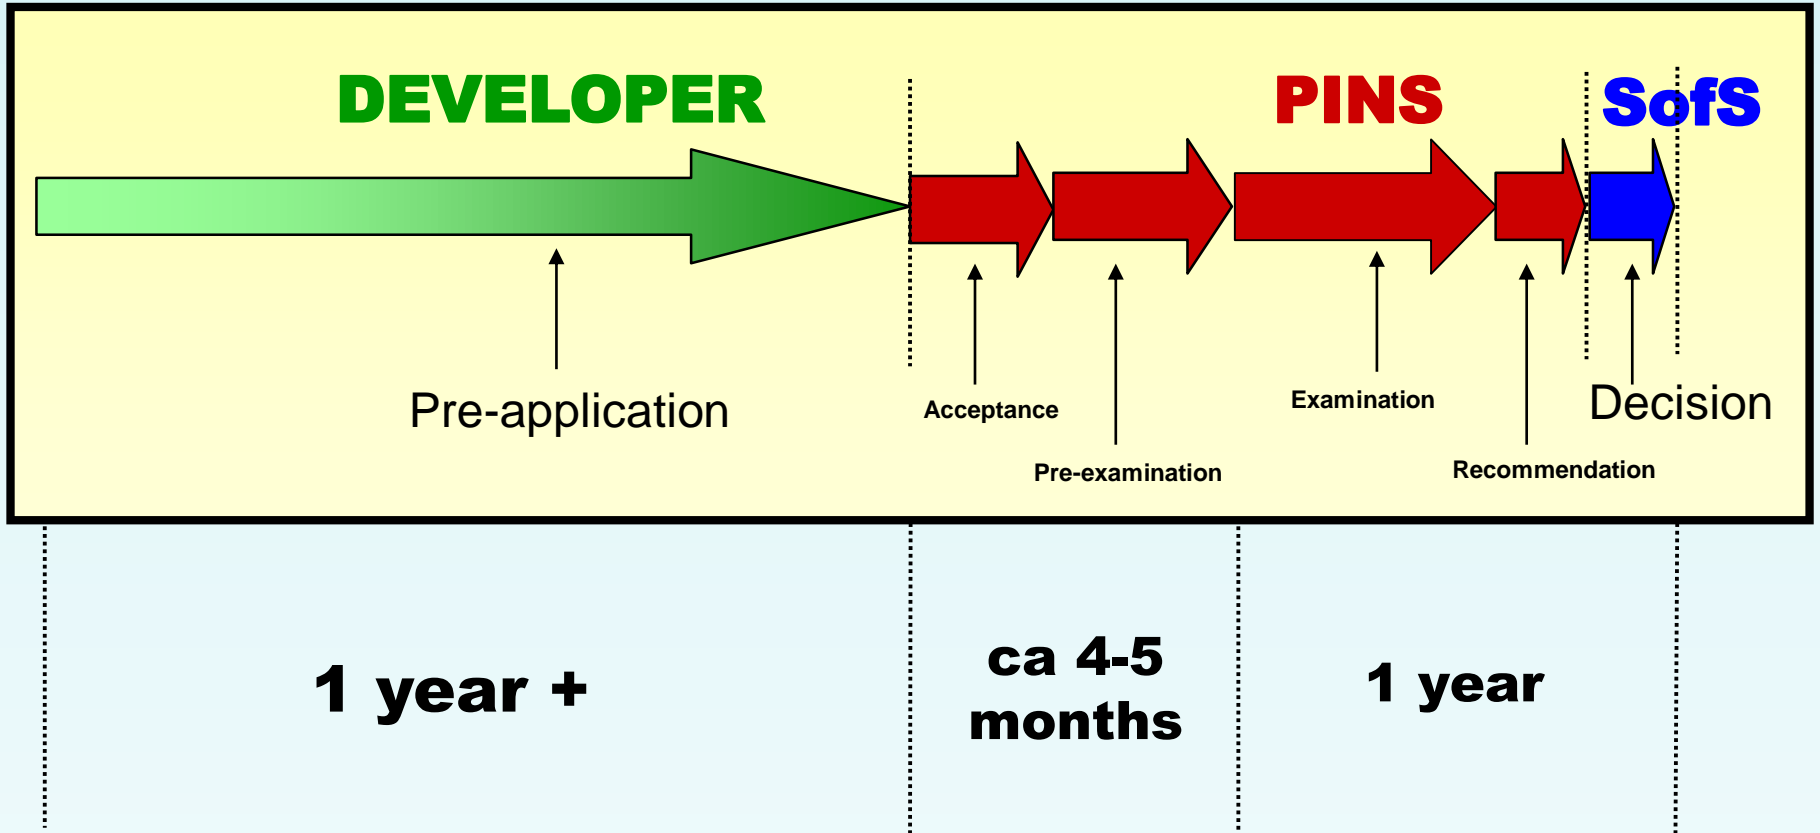 DEVELOPER
PINS
SofS
Pre-application
Acceptance
Pre-examination
Examination
Recommendation
Decision
1 year +
ca 4-5
months
1 year